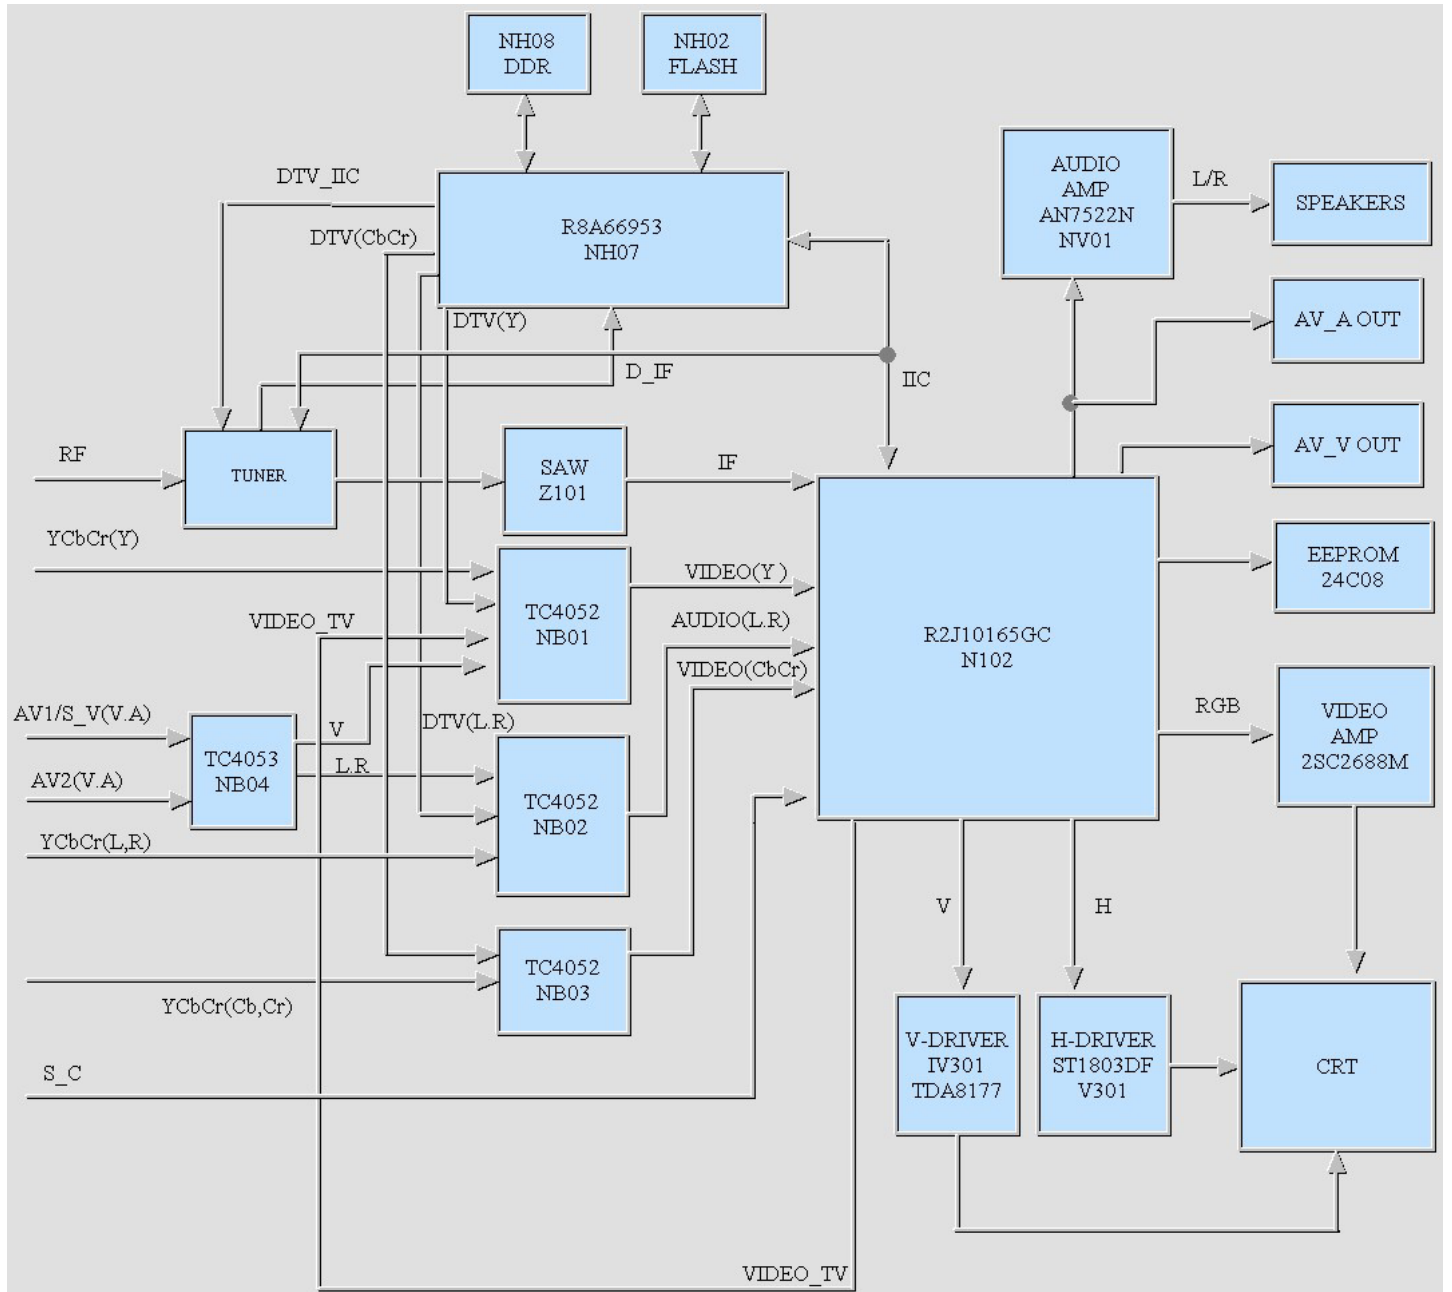 NH08
DDR
NH02
FLASH
AUDIO
AMP
AN7522N
NV01
L/R
SPEAKERS
DTV_IIC
R8A66953
NH07
DTV(CbCr)
DTV(Y)
AV_A OUT
D_IF
IIC
RF
TUNER
SAW
Z101
IF
AV_V OUT
YCbCr(Y)
EEPROM
24C08
VIDEO(Y )
TC4052
NB01
VIDEO_TV
AUDIO(L.R)
R2J10165GC
N102
VIDEO(CbCr)
AV1/S_V(V.A)
V
DTV(L.R)
RGB
VIDEO
AMP
2SC2688M
TC4053
NB04
L.R
AV2(V.A)
TC4052
NB02
YCbCr(L,R)
V
H
TC4052
NB03
YCbCr(Cb,Cr)
V-DRIVER
IV301
TDA8177
H-DRIVER
ST1803DF
V301
CRT
S_C
VIDEO_TV